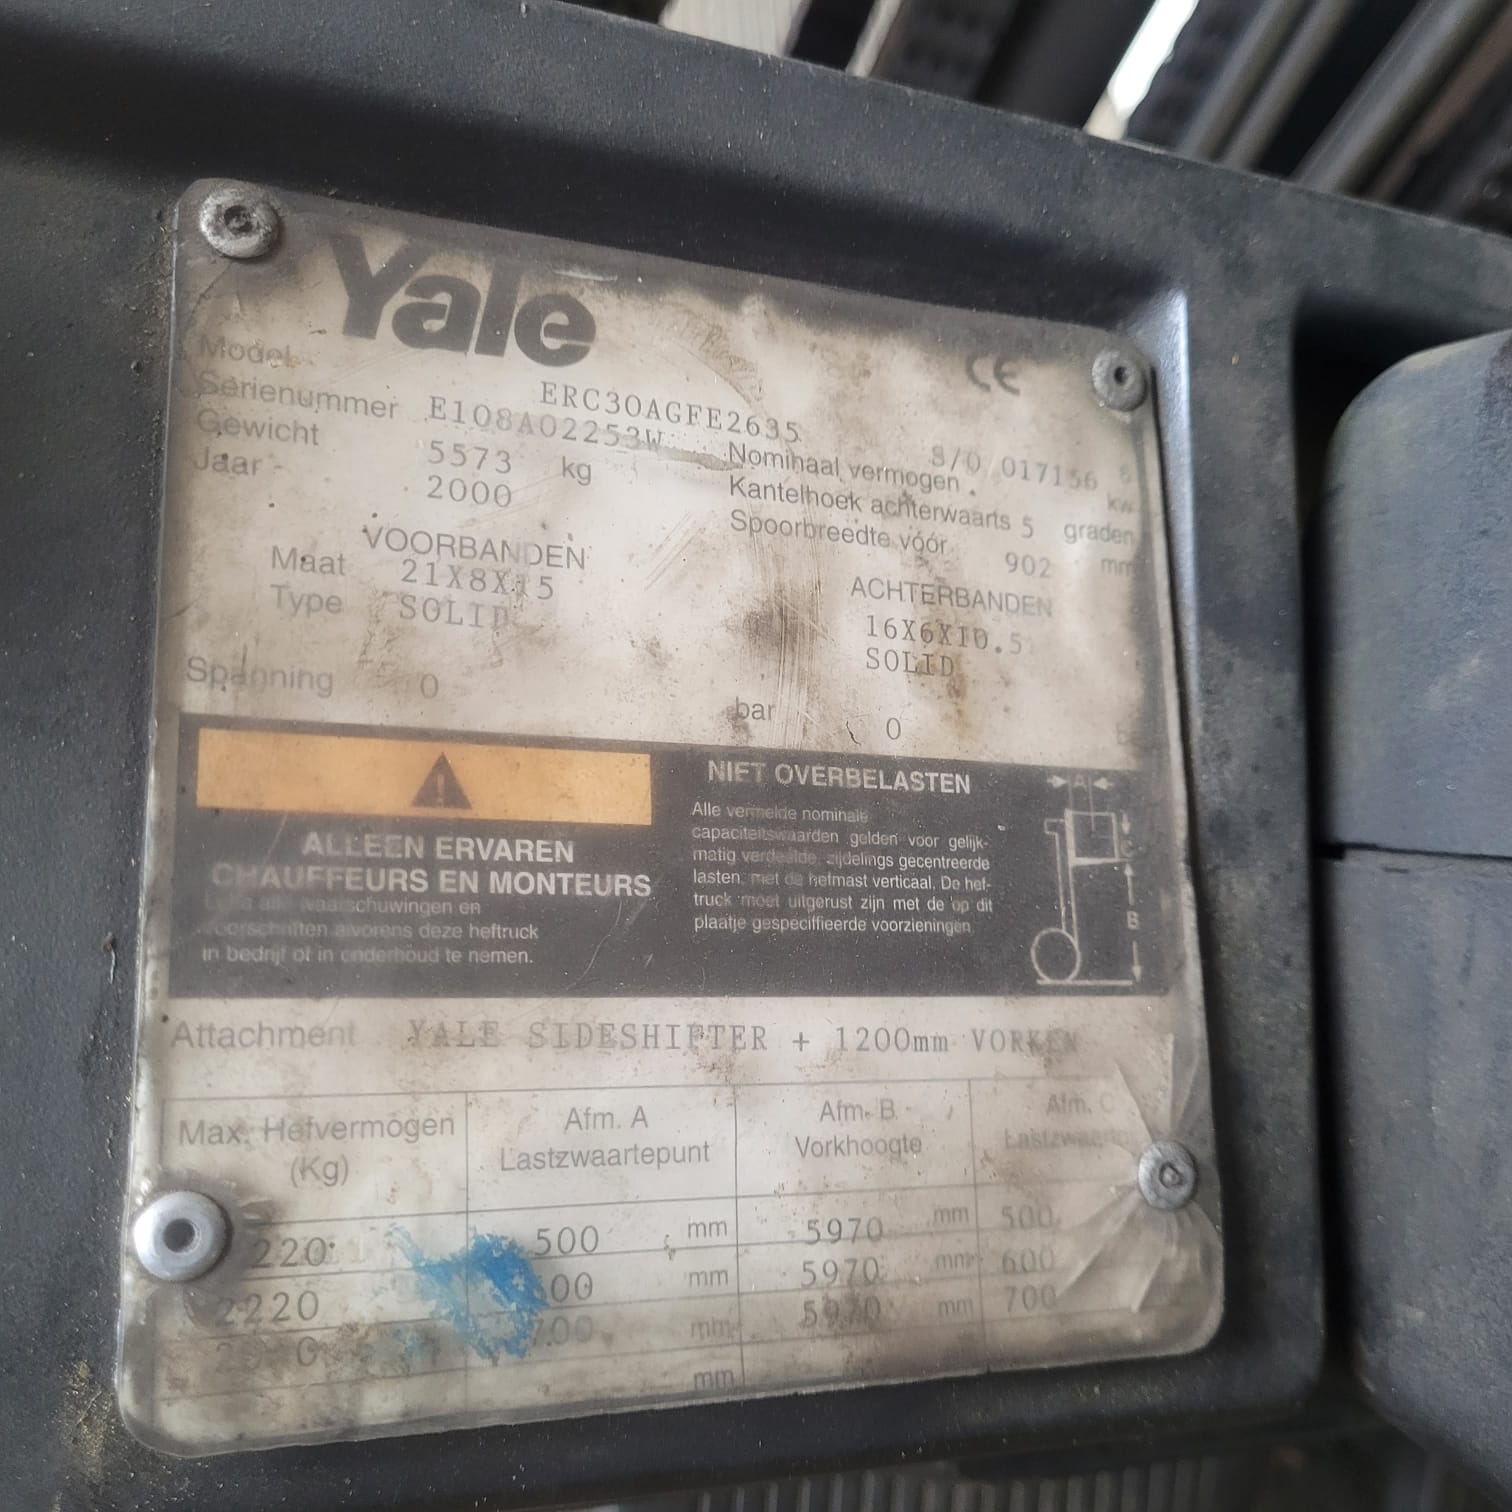 Yale
CE
Model ERC30AGFE2635
Serienummer E108A02253W S/O 017156
Gewicht 5573 kg Nominaal vermogen kw
Jaar 2000 Kantelhoek achterwaarts 5 graden
Spoorbreedte vóór 902 mm
VOORBANDEN ACHTERBANDEN
Maat 21X8X15 16X6X10.5
Type SOLID SOLID
Spanning 0 bar 0
ALLEEN ERVAREN
CHAUFFEURS EN MONTEURS
waarschuwingen en
voorschriften alvorens deze heftruck
in bedrijf of in onderhoud te nemen.
NIET OVERBELASTEN
Alle vermelde nominale
capaciteitswaarden gelden voor gelijk-
matig verdeelde zijdelings gecentreerde
lasten, met de hefmast verticaal. De hef-
truck moet uitgerust zijn met de op dit
plaatje gespecifieerde voorzieningen
A
C
B
Attachment YALE SIDESHIFTER + 1200mm VORKEN
Max. Hefvermogen Afm. A Afm. B Afm. C
(Kg) Lastzwaartepunt Vorkhoogte
500 mm 5970 mm 500
2220 mm 5970 mm 600
mm 5970 mm 700
mm